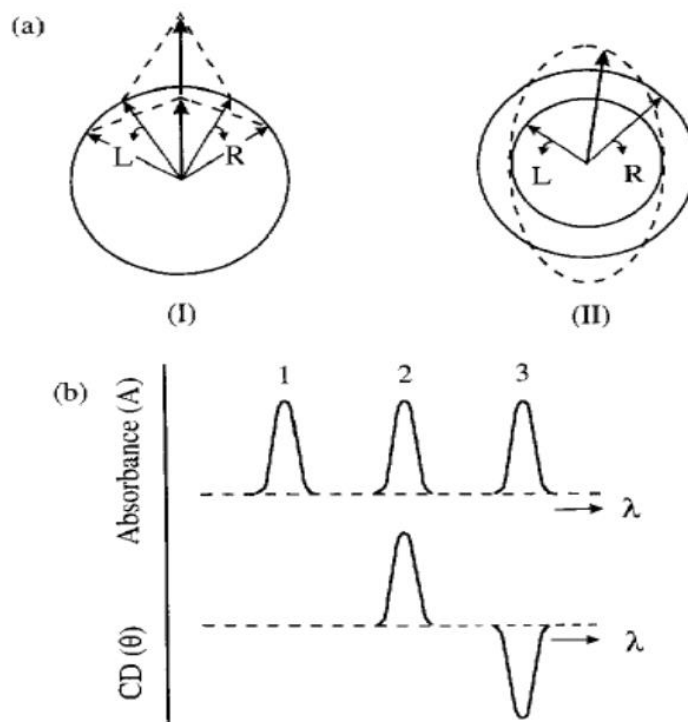 (a)
L R
L R
(I)
(II)
(b)
1 2 3
Absorbance (A)
λ
CD (θ)
λ